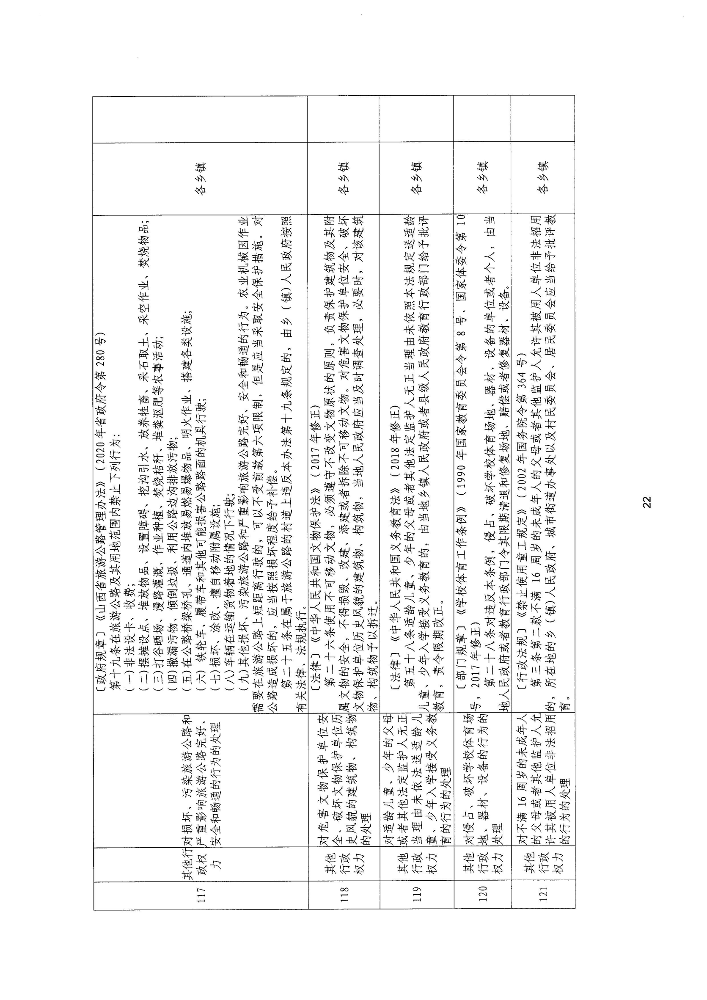 117
其他行
政权
力
对损坏、污染旅游公路和
严重影响旅游公路完好、
安全和畅通的行为的处理
〔政府规章〕《山西省旅游公路管理办法》（2020年省政府令第280号）
第十九条在旅游公路及其用地范围内禁止下列行为：
(一)非法设卡、收费；
(二)摆摊设点、堆放物品、设置障碍、挖沟引水、放养牲畜、采石取土、采空作业、焚烧物品；
(三)打谷晒场、漫路灌溉、作业种植、焚烧秸秆、堆粪沤肥等农事活动；
(四)撒漏污物、倾倒垃圾、利用公路边沟排放污物；
(五)在公路桥梁桥孔、通道内堆放易燃易爆物品、明火作业、搭建各类设施；
(六)铁轮车、履带车和其他可能损害公路路面的机具行驶；
(七)损坏、涂改、擅自移动附属设施；
(八)车辆在运输货物着地的情况下行驶；
(九)其他损坏、污染旅游公路和严重影响旅游公路完好、安全和畅通的行为。农业机械因作业
需要在旅游公路上短距离行驶的，可以不受前款第六项限制，但是应当采取安全保护措施。对
公路造成损坏的，应当按照损坏程度给予补偿。
第二十五条在属于旅游公路的村道上违反本办法第十九条规定的，由乡（镇)人民政府按照
有关法律、法规执行。
各乡镇
118
其他
行政
权力
对危害文物保护单位安
全、破坏文物保护单位历
史风貌的建筑物、构筑物
的处理
〔法律〕《中华人民共和国文物保护法》（2017年修正）
第二十六条使用不可移动文物，必须遵守不改变文物原状的原则，负责保护建筑物及其附
属文物的安全，不得损毁、改建、添建或者拆除不可移动文物。对危害文物保护单位安全、破坏
文物保护单位历史风貌的建筑物、构筑物，当地人民政府应当及时调查处理，必要时，对该建筑
物、构筑物予以拆迁。
各乡镇
119
其他
行政
权力
对适龄儿童、少年的父母
或者其他法定监护人无正
当理由未依法送适龄儿
童、少年入学接受义务教
育的行为的处理
〔法律〕《中华人民共和国义务教育法》（2018年修正）
第五十八条适龄儿童、少年的父母或者其他法定监护人无正当理由未依照本法规定送适龄
儿童、少年入学接受义务教育的，由当地乡镇人民政府或者县级人民政府教育行政部门给予批评
教育，责令限期改正。
各乡镇
120
其他
行政
权力
对侵占、破坏学校体育场
地、器材、设备的行为的
处理
〔部门规章〕《学校体育工作条例》（1990年国家教育委员会令第8号、国家体委令第10
号，2017年修正）
第二十八条对违反本条例，侵占、破坏学校体育场地、器材、设备的单位或者个人，由当
地人民政府或者教育行政部门令其限期清退和修复场地、赔偿或者修复器材、设备。
各乡镇
121
其他
行政
权力
对不满16周岁的未成年人
的父母或者其他监护人允
许其被用人单位非法招用
的行为的处理
〔行政法规〕《禁止使用童工规定》（2002年国务院令第364号）
第三条第二款不满16周岁的未成年人的父母或者其他监护人允许其被用人单位非法招用
的，所在地的乡（镇)人民政府、城市街道办事处以及村民委员会、居民委员会应当给予批评教
育。
各乡镇
22